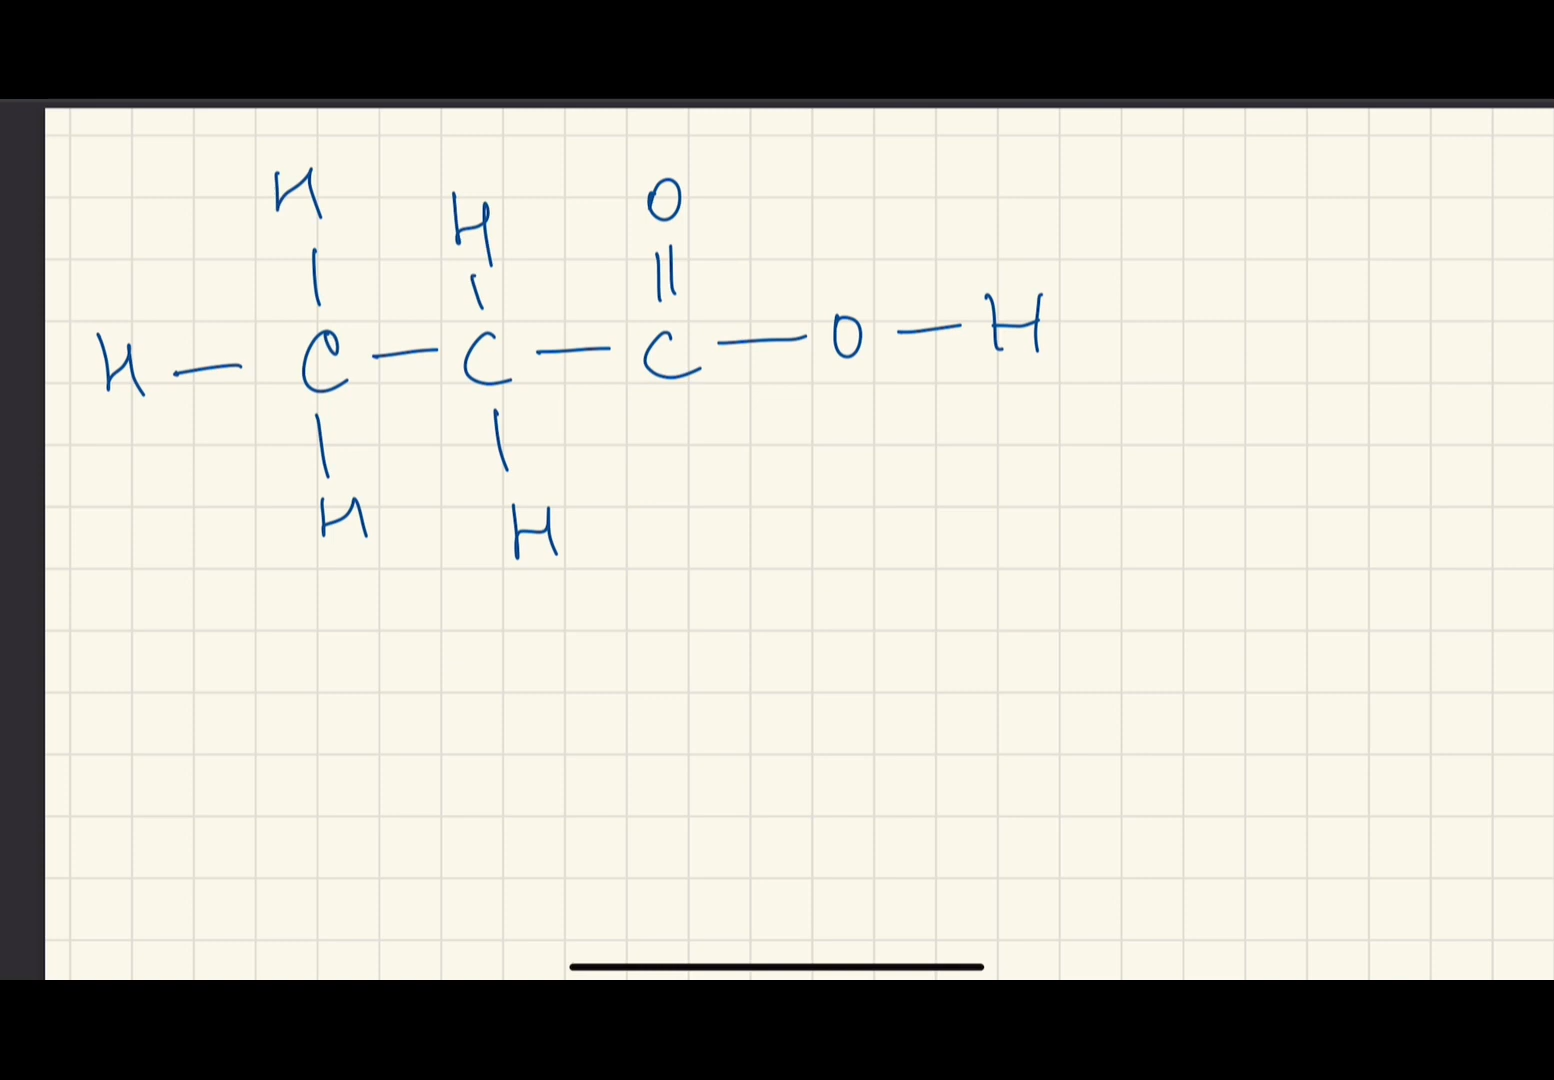 H H O
|  |  ||
H — C — C — C — O — H
|  |
H H